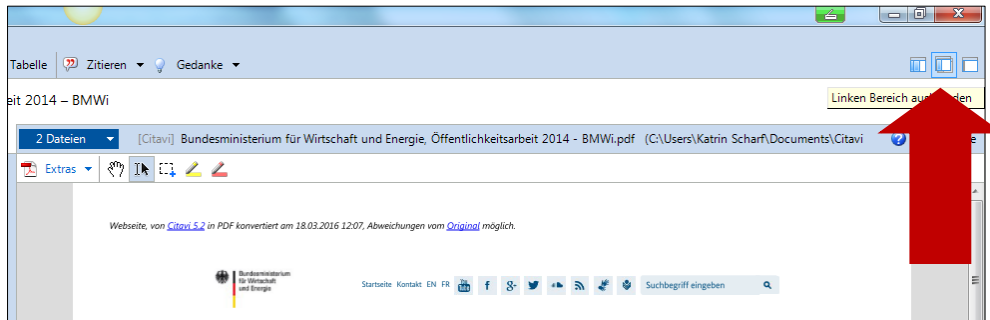 Tabelle Zitieren Gedanke
eit 2014 – BMWi
Linken Bereich
2 Dateien [Citavi] Bundesministerium für Wirtschaft und Energie, Öffentlichkeitsarbeit 2014 - BMWi.pdf (C:\Users\Katrin Scharf\Documents\Citavi
Extras
Webseite, von Citavi 5.2 in PDF konvertiert am 18.03.2016 12:07, Abweichungen vom Original möglich.
Bundesministerium
für Wirtschaft
und Energie
Startseite Kontakt EN FR You Tube f g+ Suchbegriff eingeben